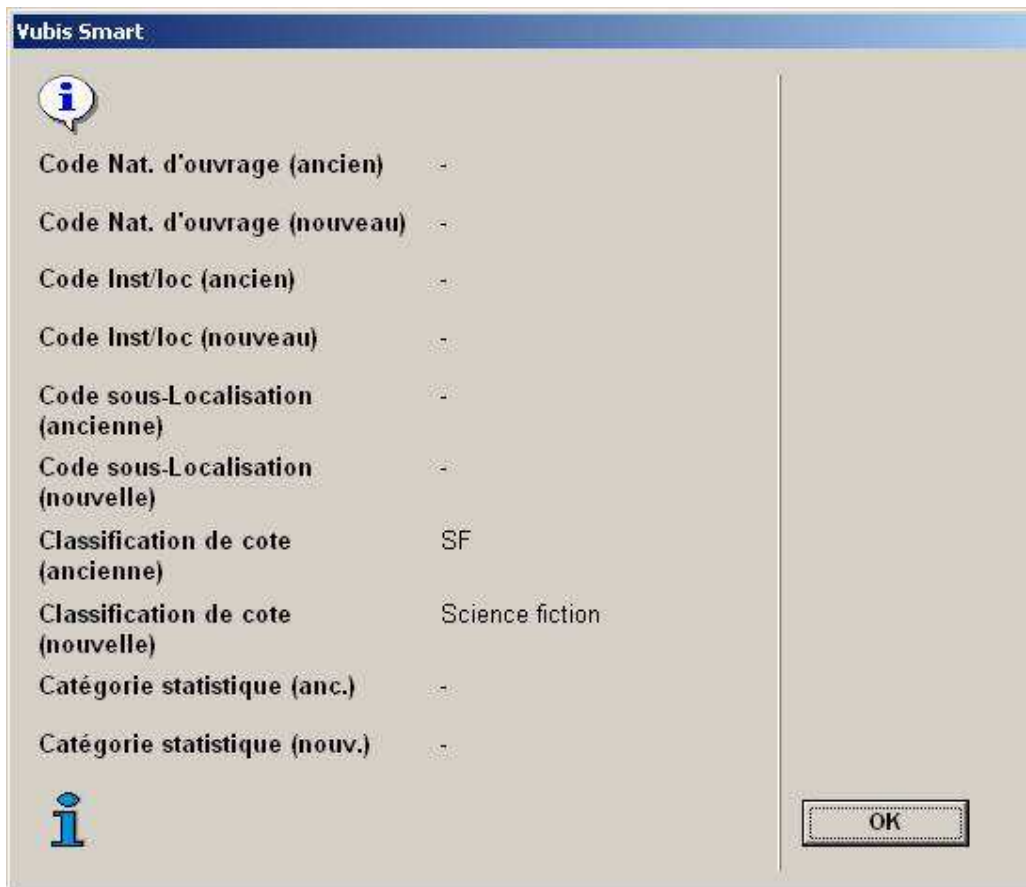 Vubis Smart
Code Nat. d'ouvrage (ancien) -
Code Nat. d'ouvrage (nouveau) -
Code Inst/loc (ancien) -
Code Inst/loc (nouveau) -
Code sous-Localisation -
(ancienne)
Code sous-Localisation -
(nouvelle)
Classification de cote SF
(ancienne)
Classification de cote Science fiction
(nouvelle)
Catégorie statistique (anc.) -
Catégorie statistique (nouv.) -
OK